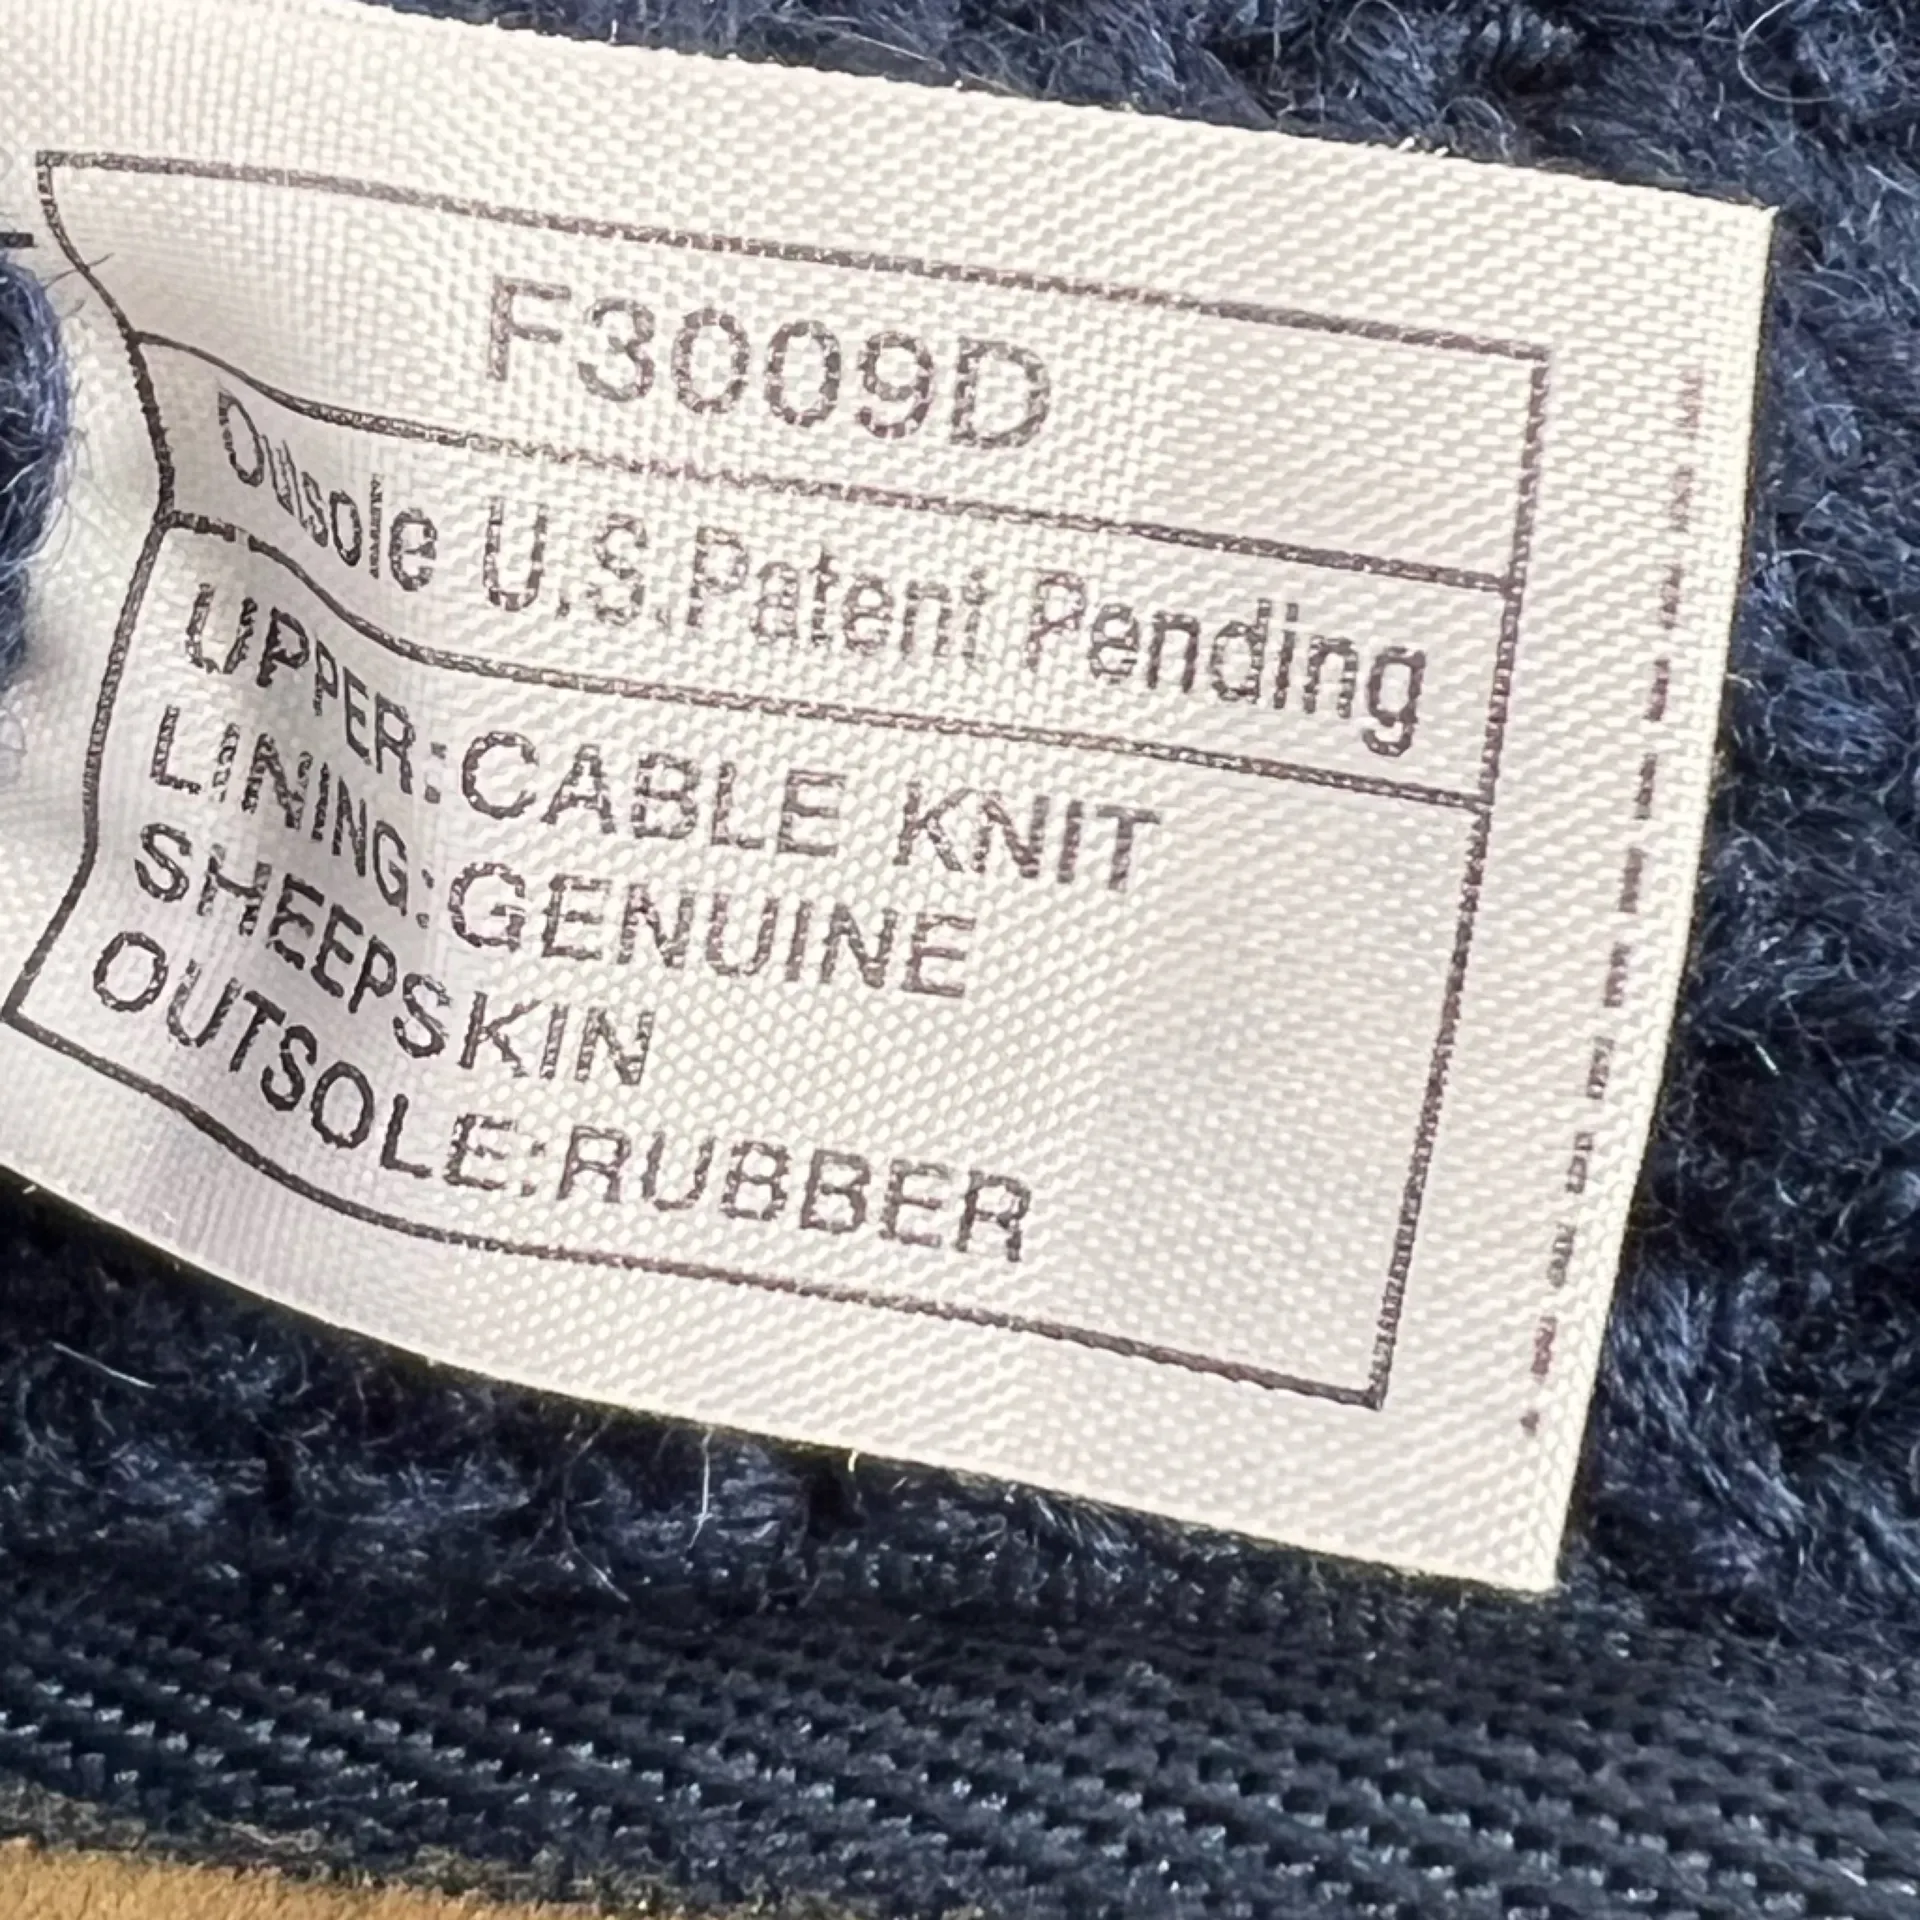 F3009D
Outsole U.S.Patent Pending
UPPER:CABLE KNIT
LINING:GENUINE
SHEEPSKIN
OUTSOLE:RUBBER